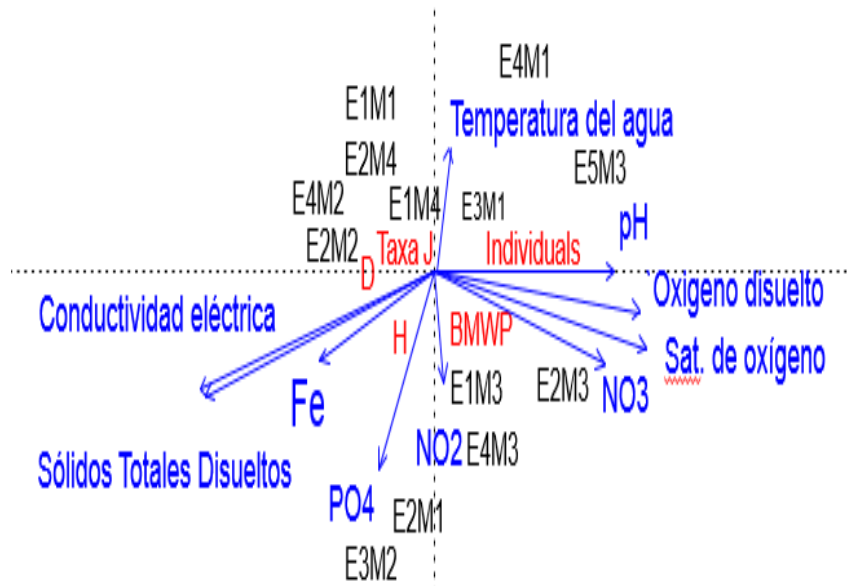 E4M1
E1M1
Temperatura del agua
E2M4
E5M3
E4M2
E1M4
E3M1
pH
E2M2
Taxa J
Individuals
D
Oxigeno disuelto
Conductividad eléctrica
H
BMWP
Sat. de oxígeno
Fe
E1M3
E2M3
NO3
NO2
E4M3
Sólidos Totales Disueltos
PO4
E2M1
E3M2